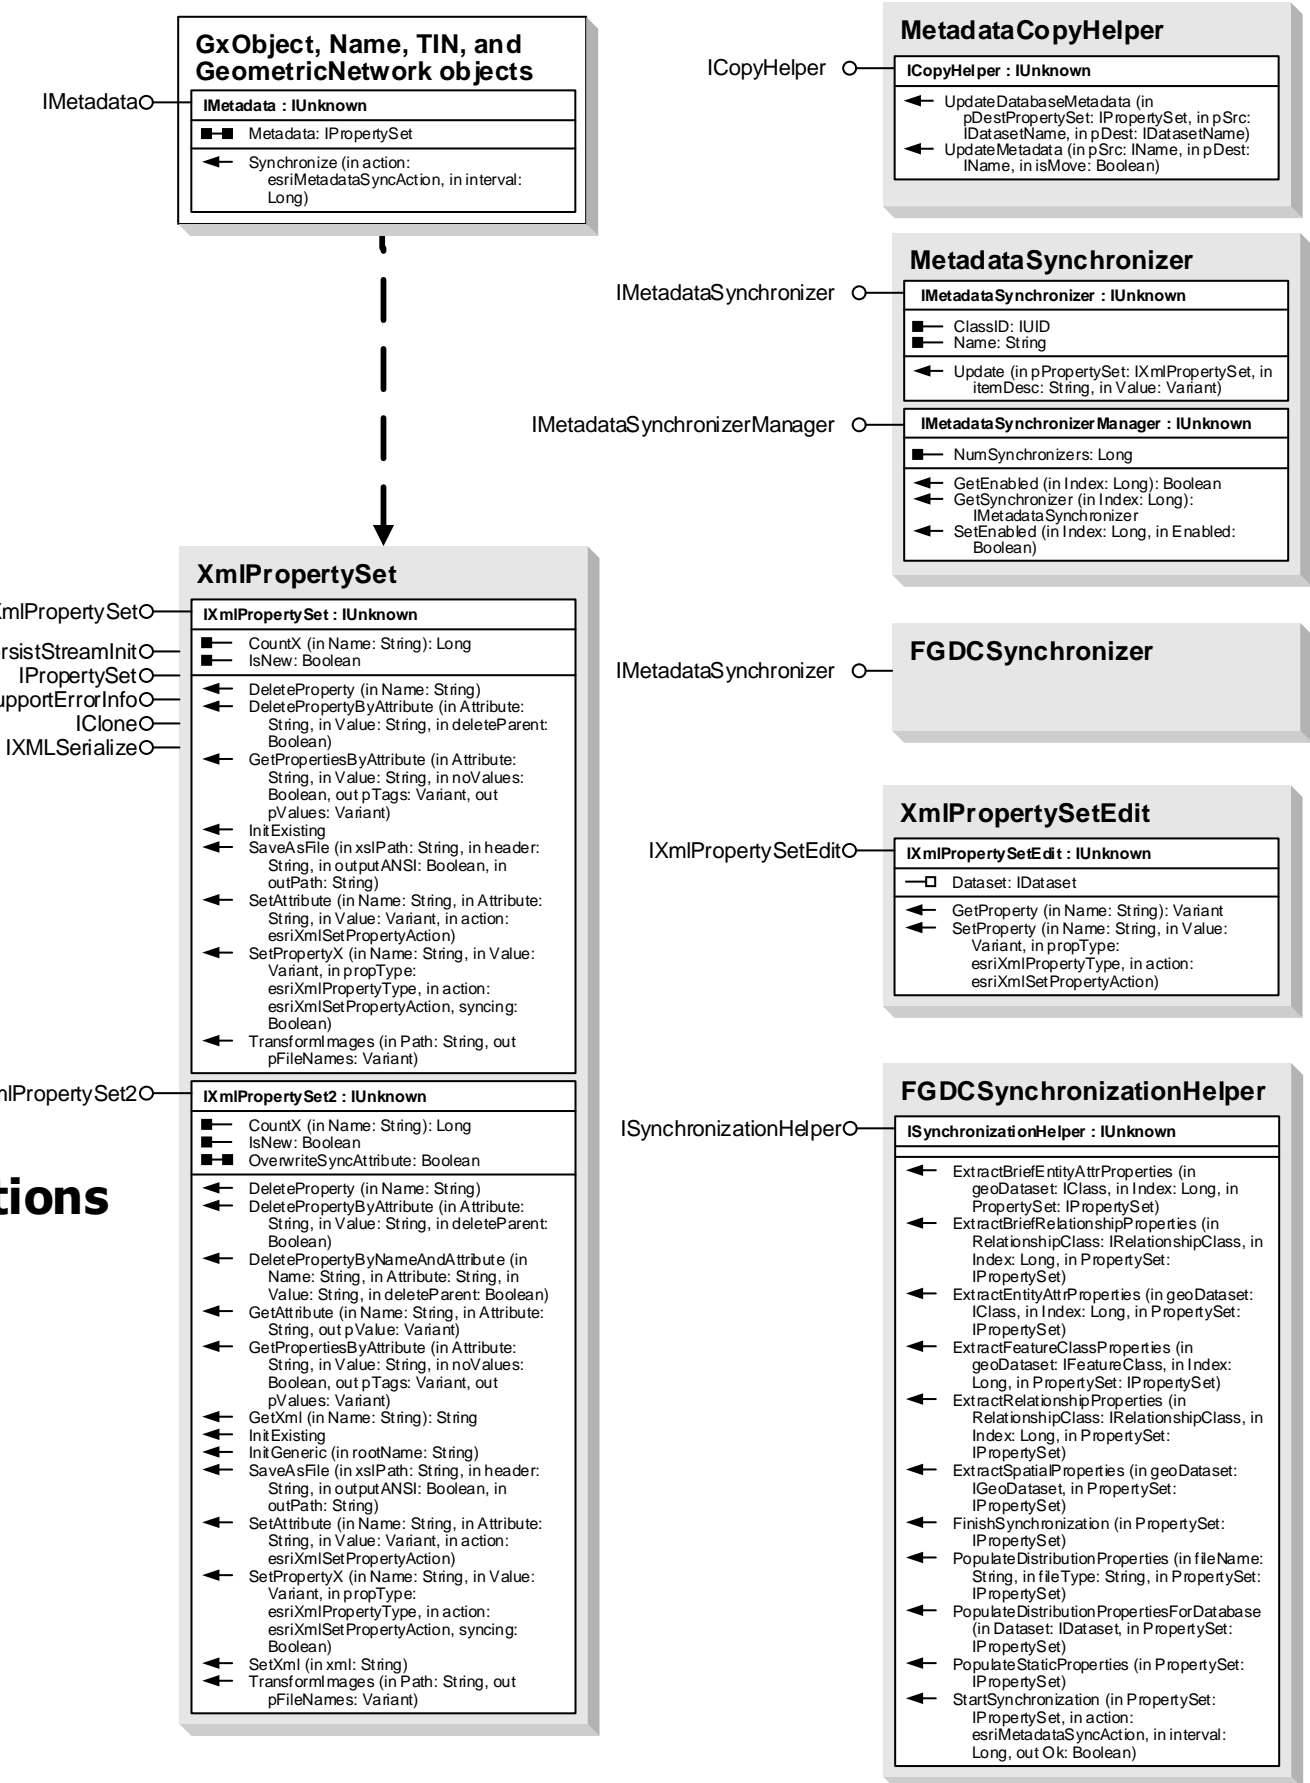 GxObject, Name, TIN, and
GeometricNetwork objects
IMetadata
IMetadata : IUnknown
Metadata: IPropertySet
Synchronize (in action:
esriMetadataSyncAction, in interval:
Long)
XmlPropertySet
XmlPropertySet
rsistStreamInit
IPropertySet
upportErrorInfo
IClone
IXMLSerialize
IXmlPropertySet : IUnknown
CountX (in Name: String): Long
IsNew: Boolean
DeleteProperty (in Name: String)
DeletePropertyByAttribute (in Attribute:
String, in Value: String, in deleteParent:
Boolean)
GetPropertiesByAttribute (in Attribute:
String, in Value: String, in noValues:
Boolean, out pTags: Variant, out
pValues: Variant)
InitExisting
SaveAsFile (in xslPath: String, in header:
String, in outputANSI: Boolean, in
outPath: String)
SetAttribute (in Name: String, in Attribute:
String, in Value: Variant, in action:
esriXmlSetPropertyAction)
SetPropertyX (in Name: String, in Value:
Variant, in propType:
esriXmlPropertyType, in action:
esriXmlSetPropertyAction, syncing:
Boolean)
TransformImages (in Path: String, out
pFileNames: Variant)
mlPropertySet2
IXmlPropertySet2 : IUnknown
CountX (in Name: String): Long
IsNew: Boolean
OverwriteSyncAttribute: Boolean
DeleteProperty (in Name: String)
DeletePropertyByAttribute (in Attribute:
String, in Value: String, in deleteParent:
Boolean)
DeletePropertyByNameAndAttribute (in
Name: String, in Attribute: String, in
Value: String, in deleteParent: Boolean)
GetAttribute (in Name: String, in Attribute:
String, out pValue: Variant)
GetPropertiesByAttribute (in Attribute:
String, in Value: String, in noValues:
Boolean, out pTags: Variant, out
pValues: Variant)
GetXml (in Name: String): String
InitExisting
InitGeneric (in rootName: String)
SaveAsFile (in xslPath: String, in header:
String, in outputANSI: Boolean, in
outPath: String)
SetAttribute (in Name: String, in Attribute:
String, in Value: Variant, in action:
esriXmlSetPropertyAction)
SetPropertyX (in Name: String, in Value:
Variant, in propType:
esriXmlPropertyType, in action:
esriXmlSetPropertyAction, syncing:
Boolean)
SetXml (in xml: String)
TransformImages (in Path: String, out
pFileNames: Variant)
tions
MetadataCopyHelper
ICopyHelper
ICopyHelper : IUnknown
UpdateDatabaseMetadata (in
pDestPropertySet: IPropertySet, in pSrc:
IDatasetName, in pDest: IDatasetName)
UpdateMetadata (in pSrc: IName, in pDest:
IName, in isMove: Boolean)
MetadataSynchronizer
IMetadataSynchronizer
IMetadataSynchronizer : IUnknown
ClassID: IUID
Name: String
Update (in pPropertySet: IXmlPropertySet, in
itemDesc: String, in Value: Variant)
IMetadataSynchronizerManager
IMetadataSynchronizerManager : IUnknown
NumSynchronizers: Long
GetEnabled (in Index: Long): Boolean
GetSynchronizer (in Index: Long):
IMetadataSynchronizer
SetEnabled (in Index: Long, in Enabled:
Boolean)
FGDCSynchronizer
IMetadataSynchronizer
XmlPropertySetEdit
IXmlPropertySetEdit
IXmlPropertySetEdit : IUnknown
Dataset: IDataset
GetProperty (in Name: String): Variant
SetProperty (in Name: String, in Value:
Variant, in propType:
esriXmlPropertyType, in action:
esriXmlSetPropertyAction)
FGDCSynchronizationHelper
ISynchronizationHelper
ISynchronizationHelper : IUnknown
ExtractBriefEntityAttrProperties (in
geoDataset: IClass, in Index: Long, in
PropertySet: IPropertySet)
ExtractBriefRelationshipProperties (in
RelationshipClass: IRelationshipClass, in
Index: Long, in PropertySet:
IPropertySet)
ExtractEntityAttrProperties (in geoDataset:
IClass, in Index: Long, in PropertySet:
IPropertySet)
ExtractFeatureClassProperties (in
geoDataset: IFeatureClass, in Index:
Long, in PropertySet: IPropertySet)
ExtractRelationshipProperties (in
RelationshipClass: IRelationshipClass, in
Index: Long, in PropertySet:
IPropertySet)
ExtractSpatialProperties (in geoDataset:
IGeoDataset, in PropertySet:
IPropertySet)
FinishSynchronization (in PropertySet:
IPropertySet)
PopulateDistributionProperties (in fileName:
String, in fileType: String, in PropertySet:
IPropertySet)
PopulateDistributionPropertiesForDatabase
(in Dataset: IDataset, in PropertySet:
IPropertySet)
PopulateStaticProperties (in PropertySet:
IPropertySet)
StartSynchronization (in PropertySet:
IPropertySet, in action:
esriMetadataSyncAction, in interval:
Long, out Ok: Boolean)